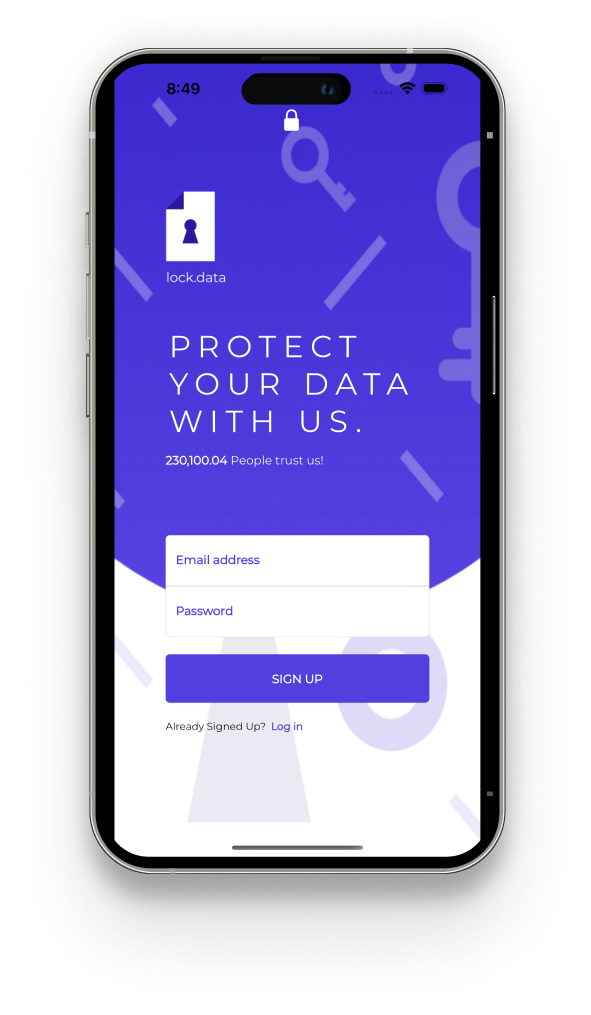 8:49
lock.data
PROTECT
YOUR DATA
WITH US.
230,100.04 People trust us!
Email address
Password
SIGN UP
Already Signed Up? Log in